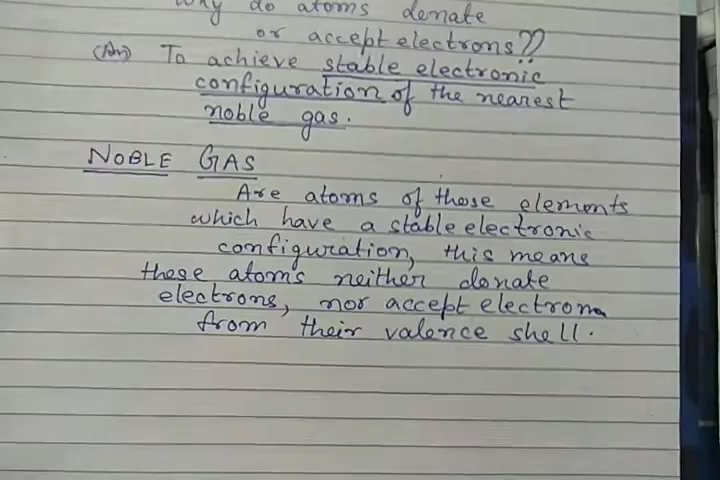 Why do atoms donate
or accept electrons??
(An) To achieve stable electronic
configuration of the nearest
noble gas.
NOBLE GAS
Are atoms of those elements
which have a stable electronic
configuration, this means
these atoms neither donate
electrons, nor accept electrons
from their valence shell.